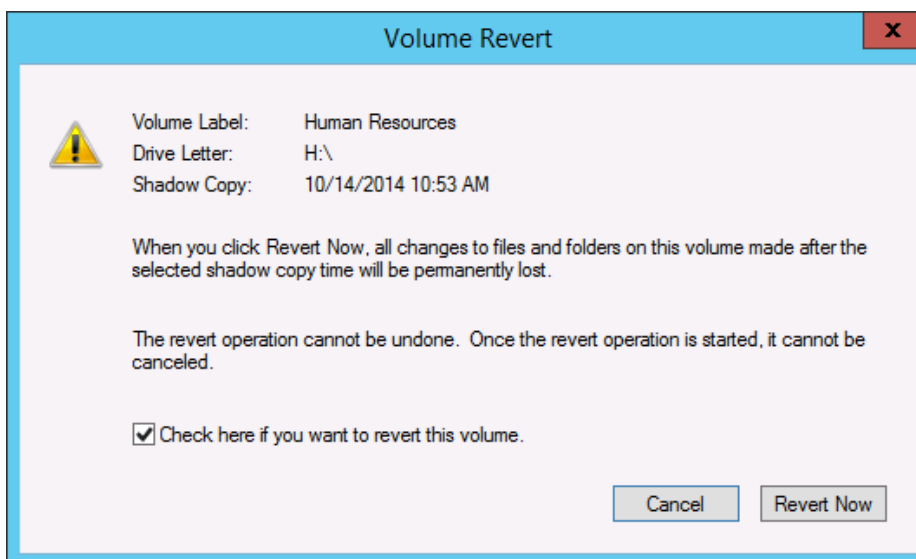 Volume Revert
x
Volume Label: Human Resources
Drive Letter: H:\
Shadow Copy: 10/14/2014 10:53 AM
When you click Revert Now, all changes to files and folders on this volume made after the
selected shadow copy time will be permanently lost.
The revert operation cannot be undone.  Once the revert operation is started, it cannot be
canceled.
Check here if you want to revert this volume.
Cancel Revert Now